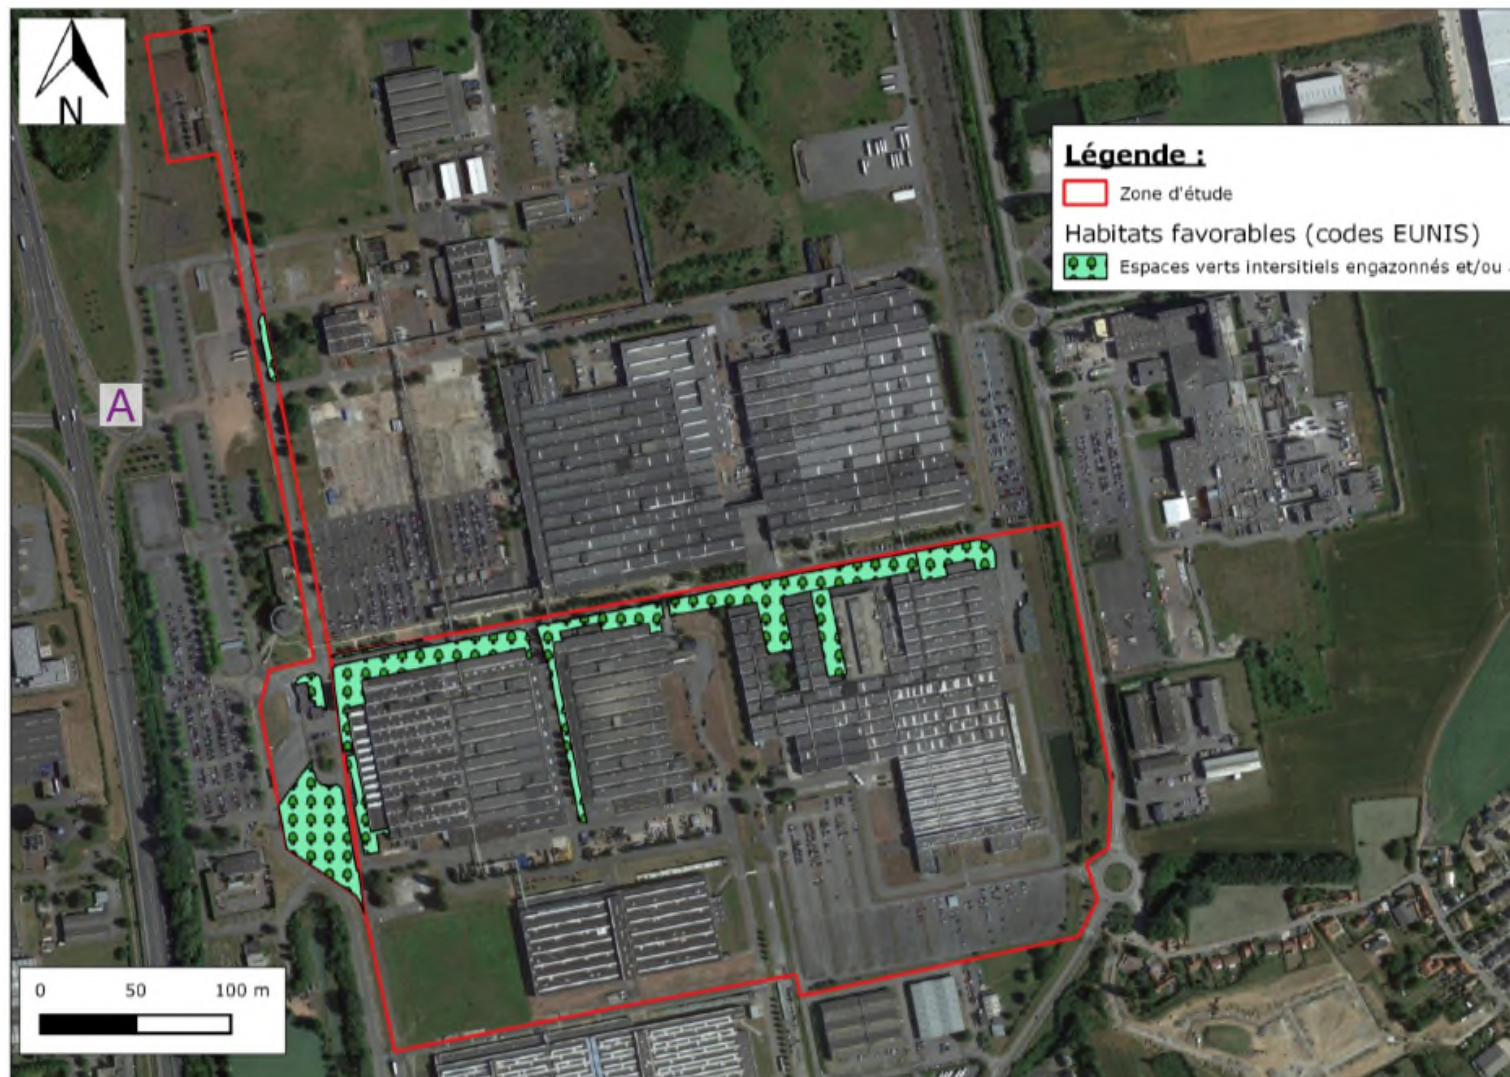 N
Légende :
Zone d'étude
Habitats favorables (codes EUNIS)
Espaces verts intersitiels engazonnés et/ou
A
0 50 100 m